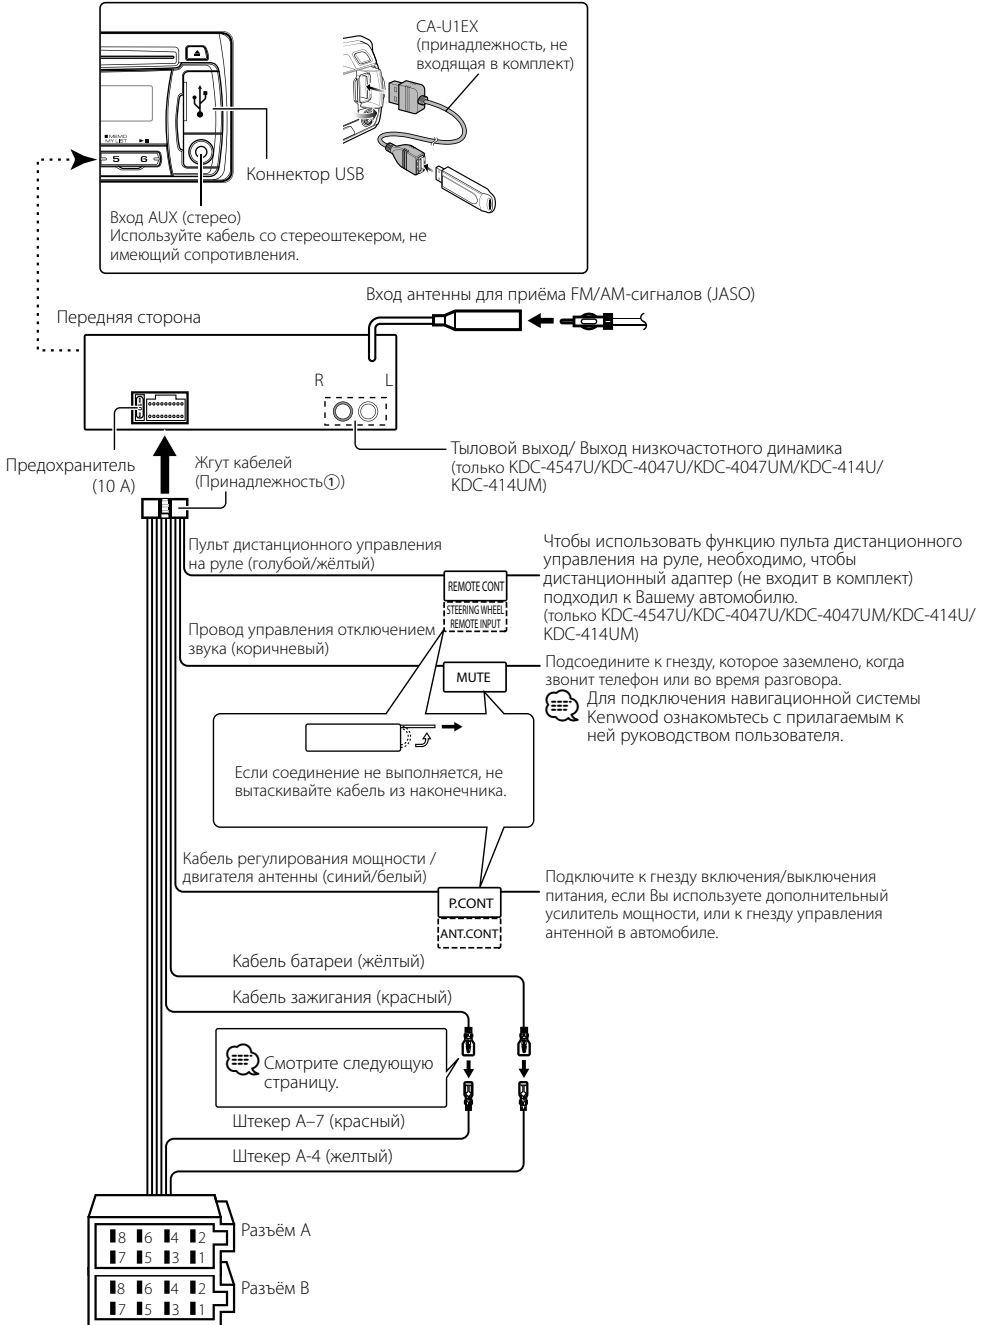 CA-U1EX
(принадлежность, не
входящая в комплект)
■MEMO
MY LIST ►■
5 6
Коннектор USB
Вход AUX (стерео)
Используйте кабель со стереоштекером, не
имеющий сопротивления.
Вход антенны для приёма FM/AM-сигналов (JASO)
Передняя сторона
R L
Предохранитель
(10 A)
Жгут кабелей
(Принадлежность①)
Тыловой выход/ Выход низкочастотного динамика
(только KDC-4547U/KDC-4047U/KDC-4047UM/KDC-414U/
KDC-414UM)
Пульт дистанционного управления
на руле (голубой/жёлтый)
REMOTE CONT
STEERING WHEEL
REMOTE INPUT
Чтобы использовать функцию пульта дистанционного
управления на руле, необходимо, чтобы
дистанционный адаптер (не входит в комплект)
подходил к Вашему автомобилю.
(только KDC-4547U/KDC-4047U/KDC-4047UM/KDC-414U/
KDC-414UM)
Провод управления отключением
звука (коричневый)
MUTE
Подсоедините к гнезду, которое заземлено, когда
звонит телефон или во время разговора.
Для подключения навигационной системы
Kenwood ознакомьтесь с прилагаемым к
ней руководством пользователя.
Если соединение не выполняется, не
вытаскивайте кабель из наконечника.
Кабель регулирования мощности /
двигателя антенны (синий/белый)
P.CONT
ANT.CONT
Подключите к гнезду включения/выключения
питания, если Вы используете дополнительный
усилитель мощности, или к гнезду управления
антенной в автомобиле.
Кабель батареи (жёлтый)
Кабель зажигания (красный)
Смотрите следующую
страницу.
Штекер A–7 (красный)
Штекер A-4 (желтый)
8 6 4 2
7 5 3 1
Разъём A
8 6 4 2
7 5 3 1
Разъём B